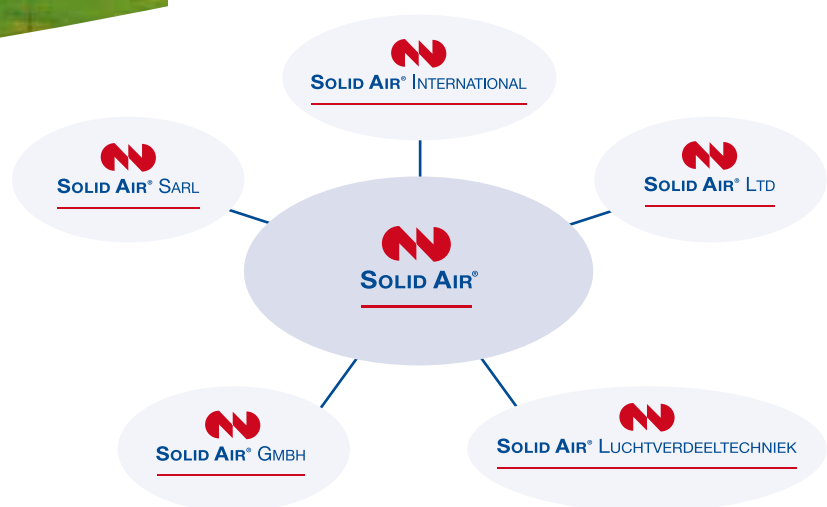 Solid Air® International
Solid Air® Sarl
Solid Air® Ltd
Solid Air®
Solid Air® GmbH
Solid Air® Luchtverdeeltechniek